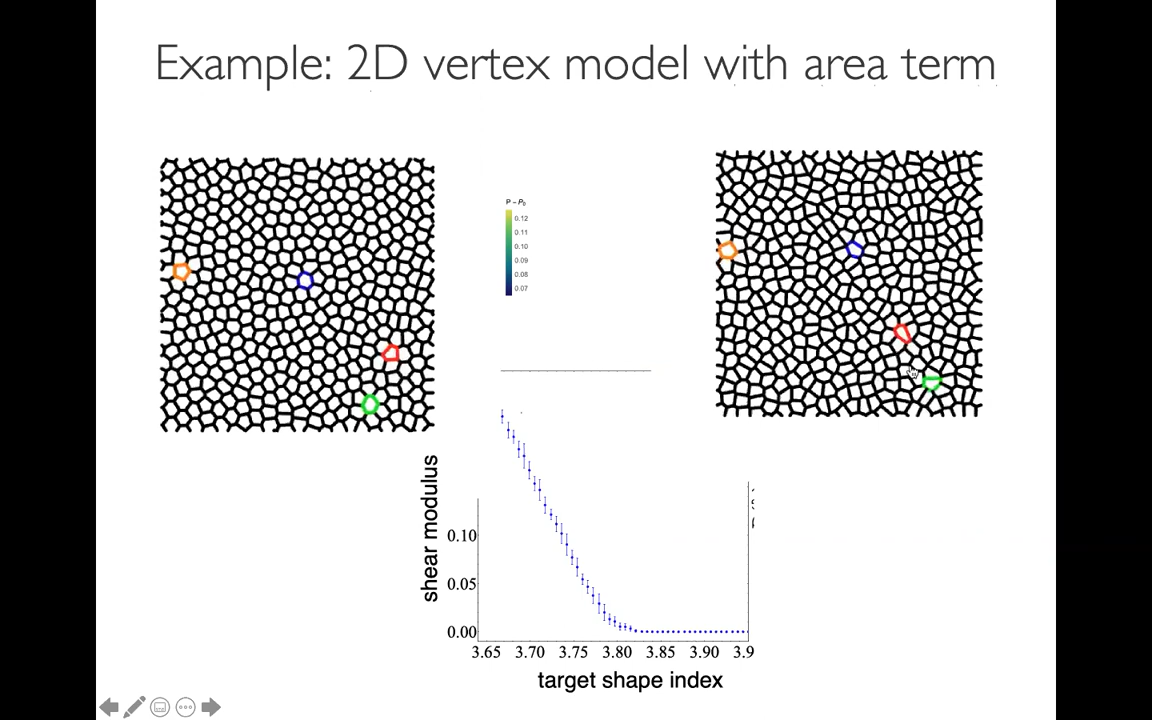 Example: 2D vertex model with area term
P - P₀
0.12
0.11
0.10
0.09
0.08
0.07
shear modulus
0.10
0.05
0.00
3.65 3.70 3.75 3.80 3.85 3.90 3.9
target shape index